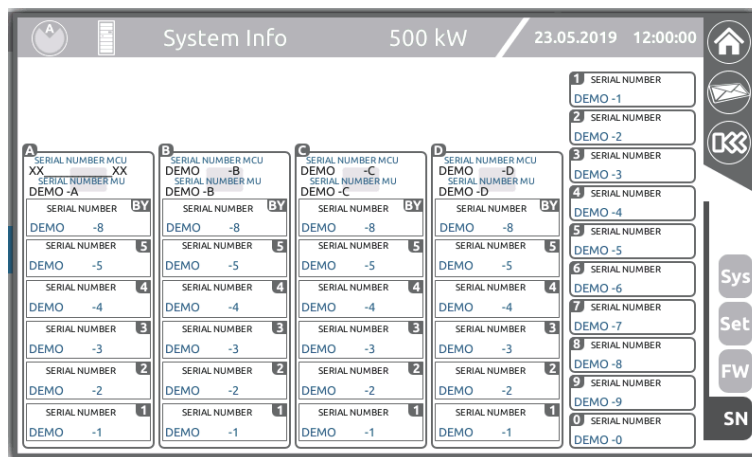 A
System Info
500 kW
23.05.2019 12:00:00
A
SERIAL NUMBER MCU
XX________XX
SERIAL NUMBER MU
DEMO -A
SERIAL NUMBER BY
DEMO -8
SERIAL NUMBER 5
DEMO -5
SERIAL NUMBER 4
DEMO -4
SERIAL NUMBER 3
DEMO -3
SERIAL NUMBER 2
DEMO -2
SERIAL NUMBER 1
DEMO -1
B
SERIAL NUMBER MCU
DEMO -B
SERIAL NUMBER MU
DEMO -B
SERIAL NUMBER BY
DEMO -8
SERIAL NUMBER 5
DEMO -5
SERIAL NUMBER 4
DEMO -4
SERIAL NUMBER 3
DEMO -3
SERIAL NUMBER 2
DEMO -2
SERIAL NUMBER 1
DEMO -1
C
SERIAL NUMBER MCU
DEMO -C
SERIAL NUMBER MU
DEMO -C
SERIAL NUMBER BY
DEMO -8
SERIAL NUMBER 5
DEMO -5
SERIAL NUMBER 4
DEMO -4
SERIAL NUMBER 3
DEMO -3
SERIAL NUMBER 2
DEMO -2
SERIAL NUMBER 1
DEMO -1
D
SERIAL NUMBER MCU
DEMO -D
SERIAL NUMBER MU
DEMO -D
SERIAL NUMBER BY
DEMO -8
SERIAL NUMBER 5
DEMO -5
SERIAL NUMBER 4
DEMO -4
SERIAL NUMBER 3
DEMO -3
SERIAL NUMBER 2
DEMO -2
SERIAL NUMBER 1
DEMO -1
1 SERIAL NUMBER
DEMO -1
2 SERIAL NUMBER
DEMO -2
3 SERIAL NUMBER
DEMO -3
4 SERIAL NUMBER
DEMO -4
5 SERIAL NUMBER
DEMO -5
6 SERIAL NUMBER
DEMO -6
7 SERIAL NUMBER
DEMO -7
8 SERIAL NUMBER
DEMO -8
9 SERIAL NUMBER
DEMO -9
0 SERIAL NUMBER
DEMO -0
Sys
Set
FW
SN